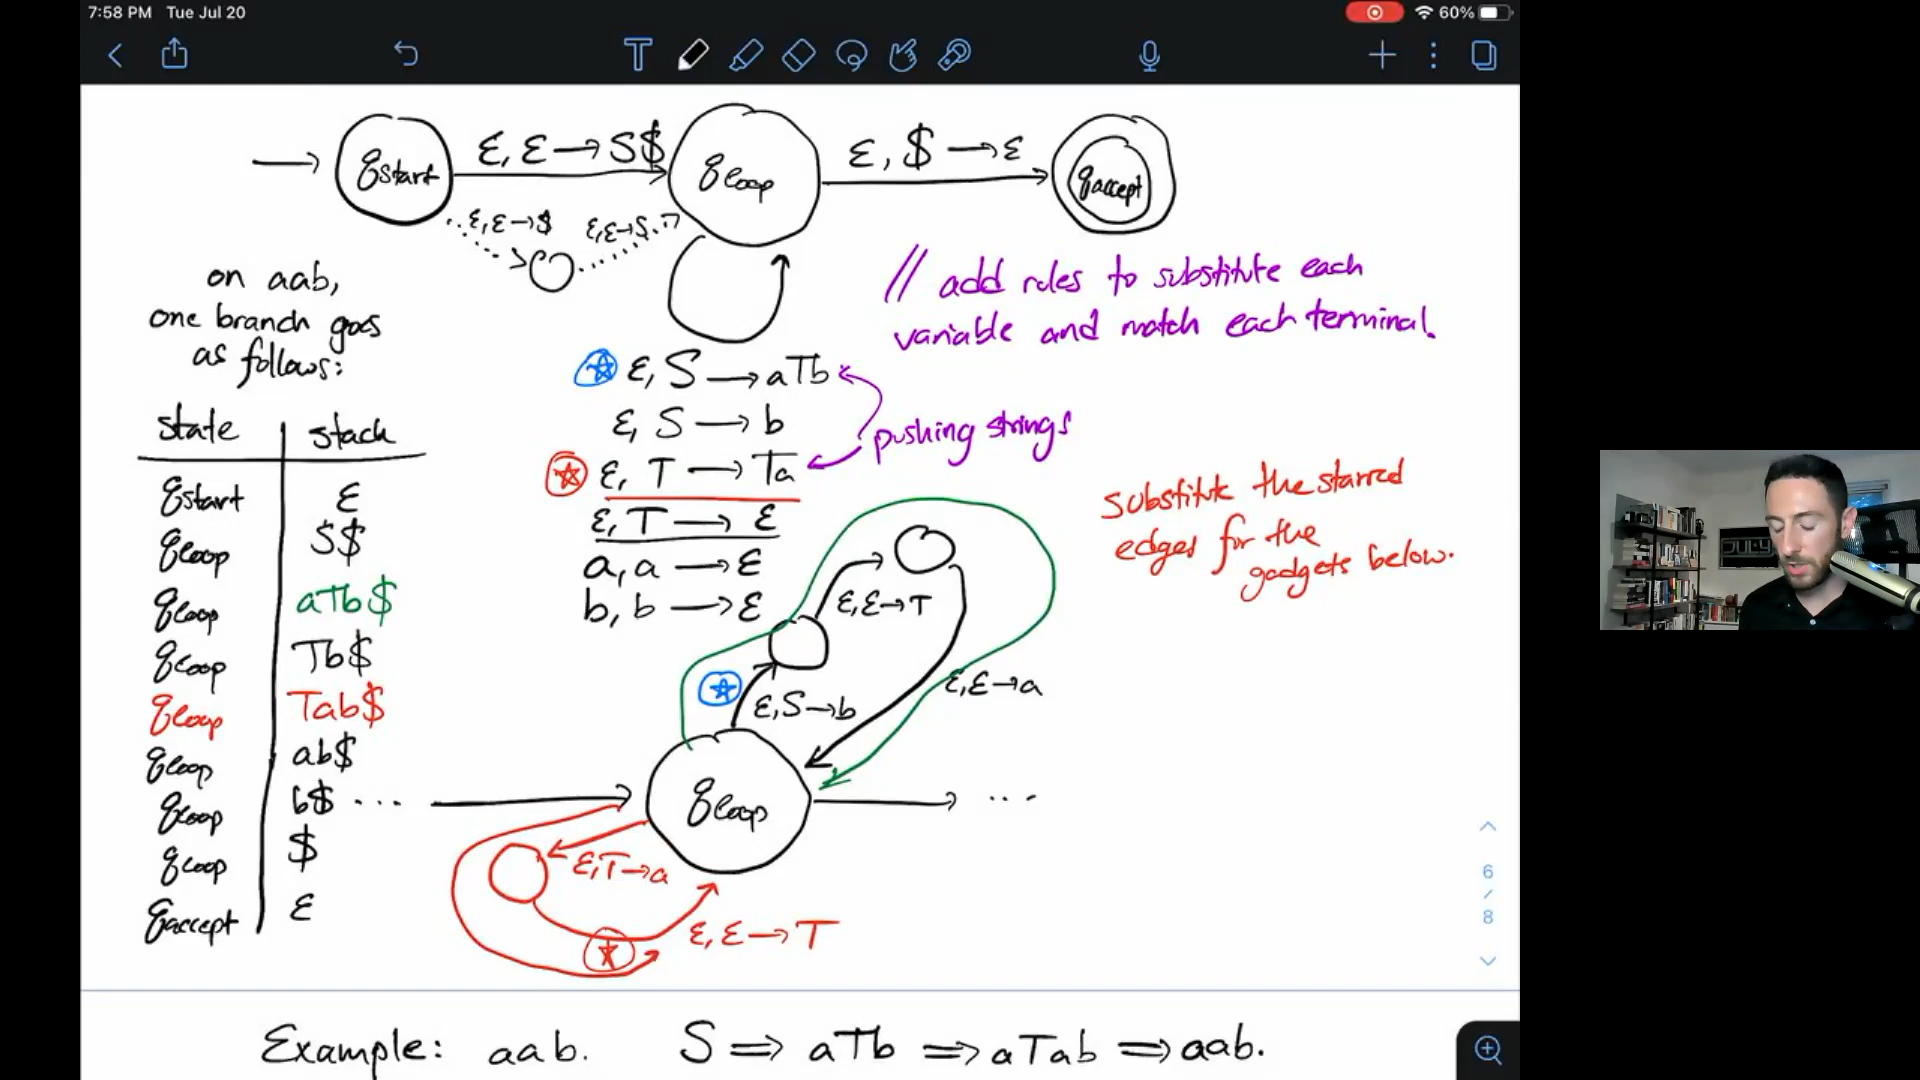 7:58 PM Tue Jul 20
60%
qstart
ε, ε → S$
qloop
ε, $ → ε
qaccept
ε,ε→$
ε,ε→S
on aab,
one branch goes
as follows:
// add rules to substitute each
variable and match each terminal.
ε, S → aTb
ε, S → b
pushing strings
ε, T → Ta
ε, T → ε
a, a → ε
b, b → ε
substitute the starred
edges for the
gadgets below.
state | stack
qstart | ε
qloop | S$
qloop | aTb$
qloop | Tb$
qloop | Tab$
qloop | ab$
qloop | b$
qloop | $
qaccept | ε
ε,ε→T
ε,S→b
ε,ε→a
...
qloop
...
ε,T→a
ε,ε→T
6
/
8
Example: aab. S ⇒ aTb ⇒ aTab ⇒ aab.